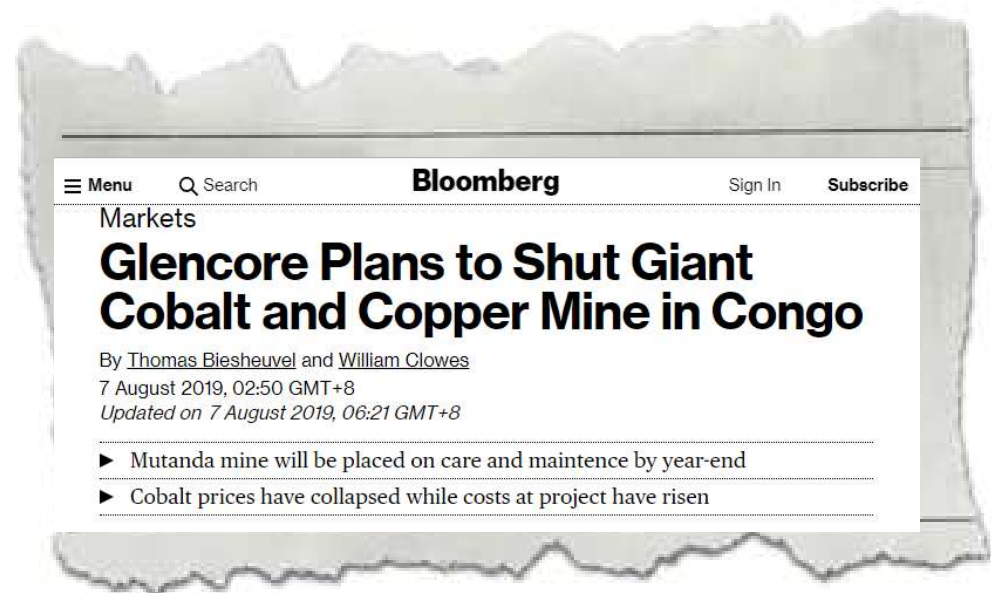 Menu Search Bloomberg Sign In Subscribe
Markets
Glencore Plans to Shut Giant
Cobalt and Copper Mine in Congo
By Thomas Biesheuvel and William Clowes
7 August 2019, 02:50 GMT+8
Updated on 7 August 2019, 06:21 GMT+8
► Mutanda mine will be placed on care and maintence by year-end
► Cobalt prices have collapsed while costs at project have risen